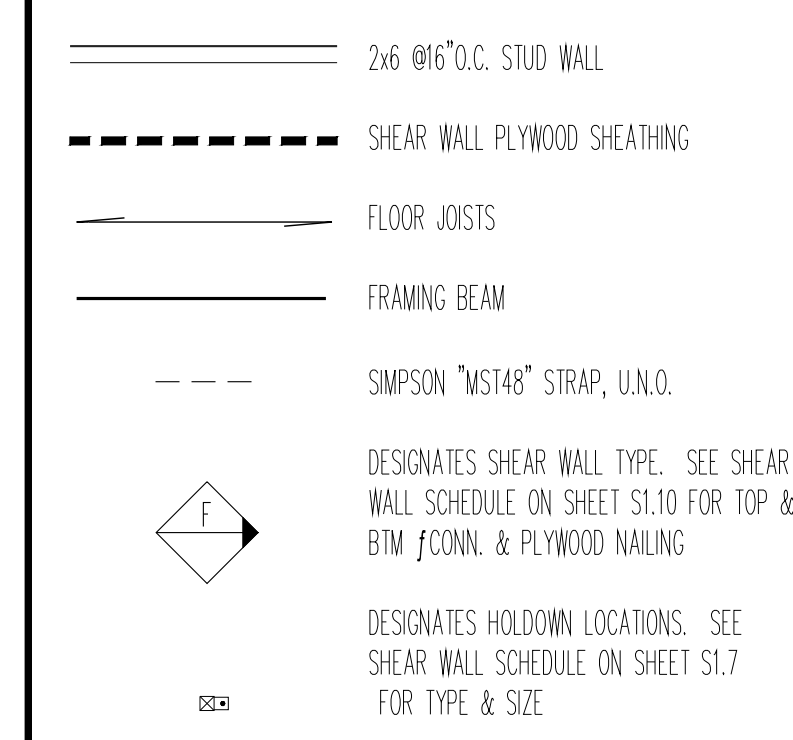 2x6 @16"O.C. STUD WALL
SHEAR WALL PLYWOOD SHEATHING
FLOOR JOISTS
FRAMING BEAM
SIMPSON "MST48" STRAP, U.N.O.
DESIGNATES SHEAR WALL TYPE. SEE SHEAR
WALL SCHEDULE ON SHEET S1.10 FOR TOP &
BTM ƒCONN. & PLYWOOD NAILING
F
DESIGNATES HOLDOWN LOCATIONS. SEE
SHEAR WALL SCHEDULE ON SHEET S1.7
FOR TYPE & SIZE